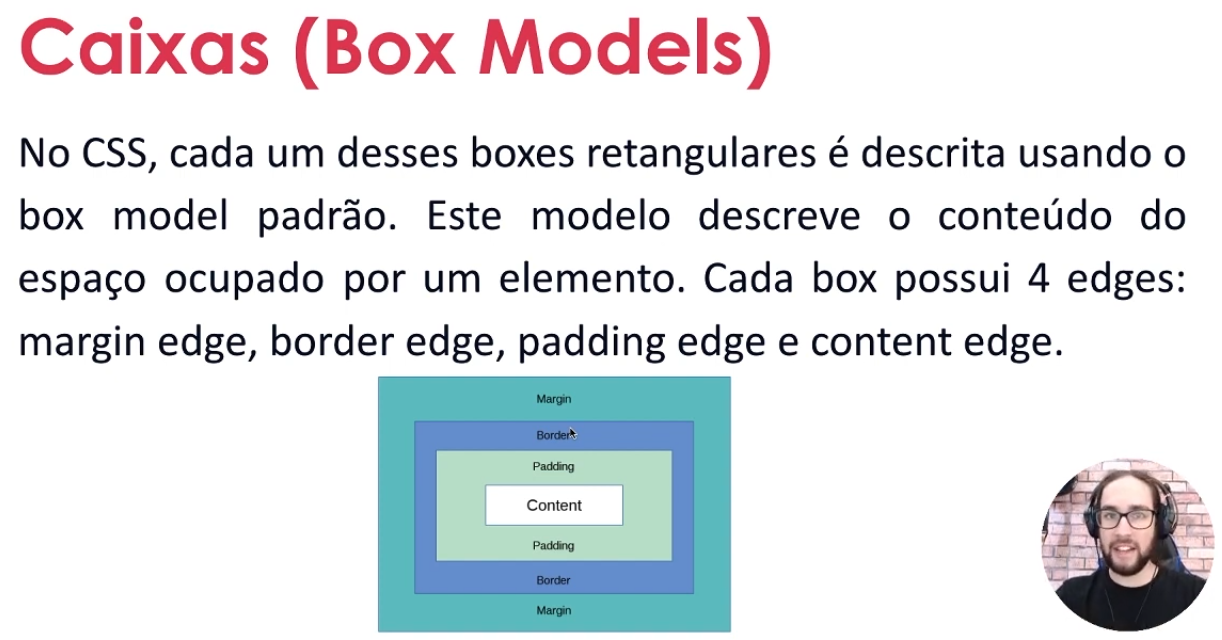 Caixas (Box Models)
No CSS, cada um desses boxes retangulares é descrita usando o
box model padrão. Este modelo descreve o conteúdo do
espaço ocupado por um elemento. Cada box possui 4 edges:
margin edge, border edge, padding edge e content edge.
Margin
Border
Padding
Content
Padding
Border
Margin